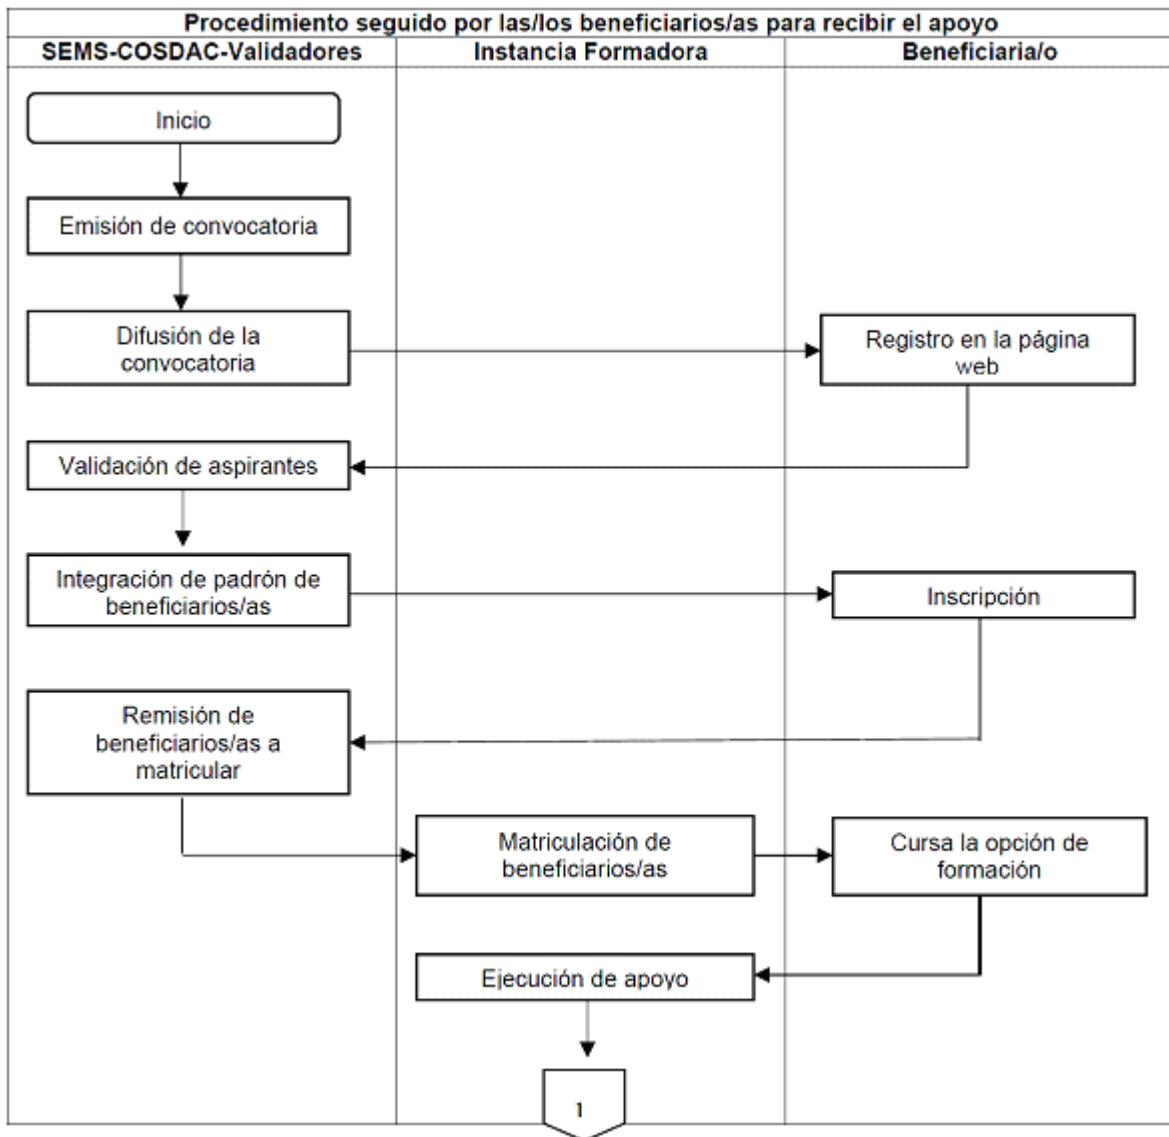 Procedimiento seguido por las/los beneficiarios/as para recibir el apoyo
SEMS-COSDAC-Validadores
Instancia Formadora
Beneficiaria/o
Inicio
Emisión de convocatoria
Difusión de la
convocatoria
Registro en la página
web
Validación de aspirantes
Integración de padrón de
beneficiarios/as
Inscripción
Remisión de
beneficiarios/as a
matricular
Matriculación de
beneficiarios/as
Cursa la opción de
formación
Ejecución de apoyo
1